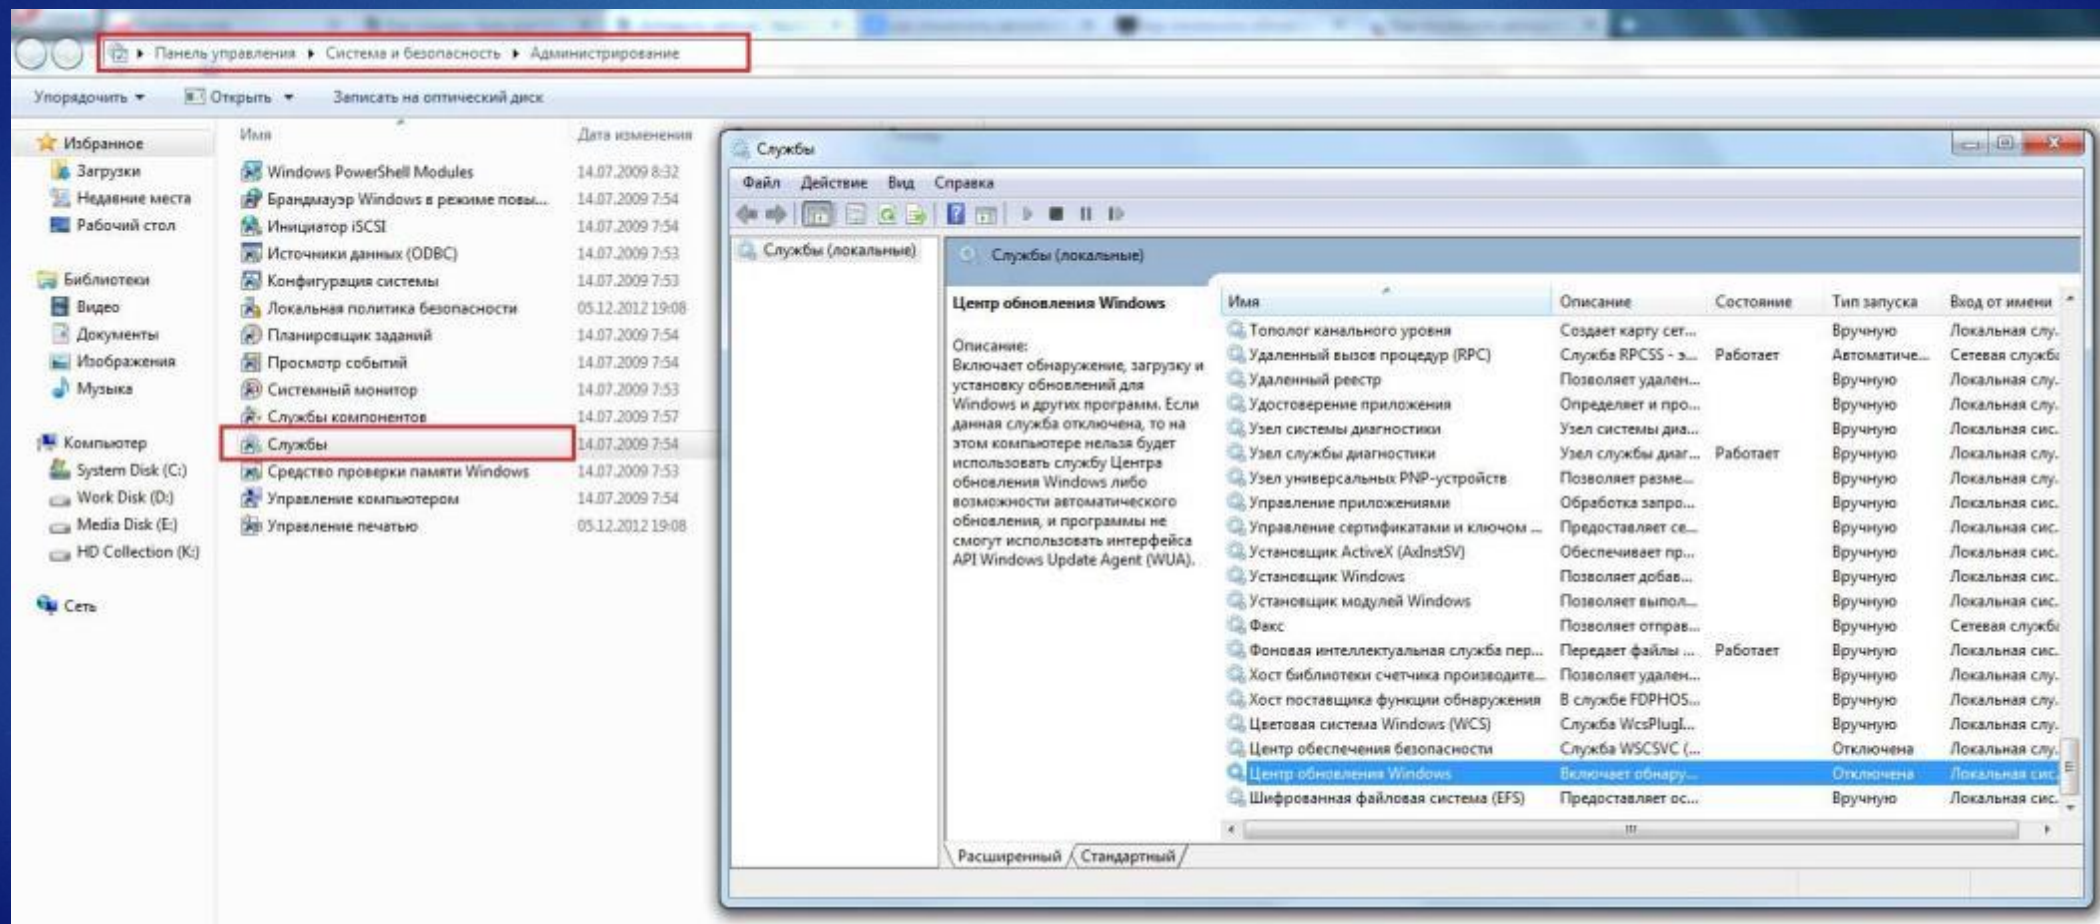 Панель управления ▸ Система и безопасность ▸ Администрирование
Упорядочить ▾ Открыть ▾ Записать на оптический диск
Избранное
Загрузки
Недавние места
Рабочий стол
Библиотеки
Видео
Документы
Изображения
Музыка
Компьютер
System Disk (C:)
Work Disk (D:)
Media Disk (E:)
HD Collection (K:)
Сеть
Имя Дата изменения
Windows PowerShell Modules 14.07.2009 8:32
Брандмауэр Windows в режиме повы... 14.07.2009 7:54
Инициатор iSCSI 14.07.2009 7:54
Источники данных (ODBC) 14.07.2009 7:53
Конфигурация системы 14.07.2009 7:53
Локальная политика безопасности 05.12.2012 19:08
Планировщик заданий 14.07.2009 7:54
Просмотр событий 14.07.2009 7:54
Системный монитор 14.07.2009 7:53
Службы компонентов 14.07.2009 7:57
Службы 14.07.2009 7:54
Средство проверки памяти Windows 14.07.2009 7:53
Управление компьютером 14.07.2009 7:54
Управление печатью 05.12.2012 19:08
Службы
Файл Действие Вид Справка
Службы (локальные)
Службы (локальные)
Центр обновления Windows
Описание:
Включает обнаружение, загрузку и
установку обновлений для
Windows и других программ. Если
данная служба отключена, то на
этом компьютере нельзя будет
использовать службу Центра
обновления Windows либо
возможности автоматического
обновления, и программы не
смогут использовать интерфейса
API Windows Update Agent (WUA).
Имя Описание Состояние Тип запуска Вход от имени
Тополог канального уровня Создает карту сет... Вручную Локальная слу.
Удаленный вызов процедур (RPC) Служба RPCSS - э... Работает Автоматиче... Сетевая служба
Удаленный реестр Позволяет удален... Вручную Локальная слу.
Удостоверение приложения Определяет и про... Вручную Локальная слу.
Узел системы диагностики Узел системы диа... Вручную Локальная сис.
Узел службы диагностики Узел службы диаг... Работает Вручную Локальная слу.
Узел универсальных PNP-устройств Позволяет разме... Вручную Локальная слу.
Управление приложениями Обработка запро... Вручную Локальная сис.
Управление сертификатами и ключом ... Предоставляет се... Вручную Локальная сис.
Установщик ActiveX (AxInstSV) Обеспечивает пр... Вручную Локальная сис.
Установщик Windows Позволяет добав... Вручную Локальная сис.
Установщик модулей Windows Позволяет выпол... Вручную Локальная сис.
Факс Позволяет отправ... Вручную Сетевая служба
Фоновая интеллектуальная служба пер... Передает файлы ... Работает Вручную Локальная сис.
Хост библиотеки счетчика производите... Позволяет удален... Вручную Локальная слу.
Хост поставщика функции обнаружения В службе FDPHOS... Вручную Локальная слу.
Цветовая система Windows (WCS) Служба WcsPlugI... Вручную Локальная слу.
Центр обеспечения безопасности Служба WSCSVC (... Отключена Локальная слу.
Центр обновления Windows Включает обнару... Отключена Локальная сис.
Шифрованная файловая система (EFS) Предоставляет ос... Вручную Локальная сис.
Расширенный Стандартный